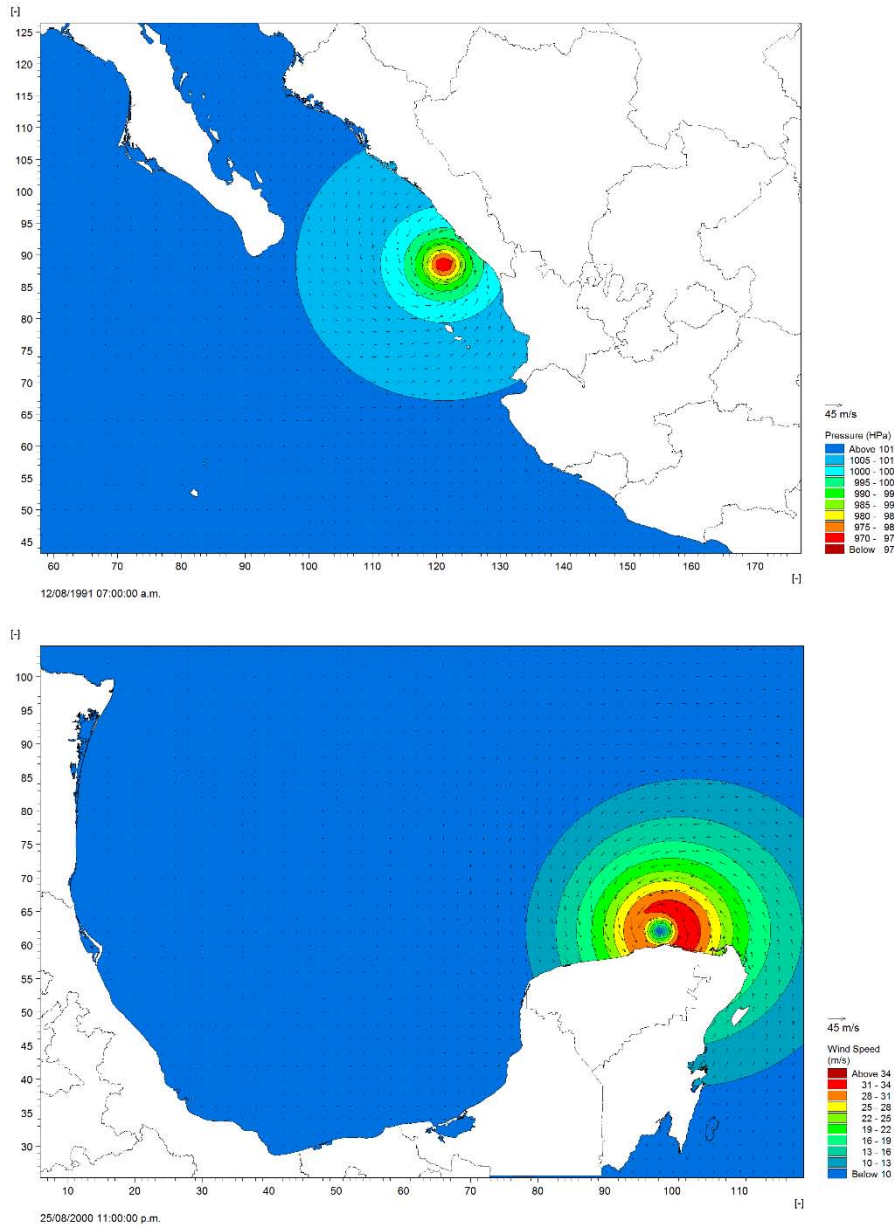 [-]
125
120
115
110
105
100
95
90
85
80
75
70
65
60
55
50
45
60 70 80 90 100 110 120 130 140 150 160 170
[-]
12/08/1991 07:00:00 a.m.
45 m/s
Pressure (HPa)
Above 101
1005 - 101
1000 - 100
995 - 100
990 - 99
985 - 99
980 - 98
975 - 98
970 - 97
Below 97
[-]
100
95
90
85
80
75
70
65
60
55
50
45
40
35
30
10 20 30 40 50 60 70 80 90 100 110
[-]
25/08/2000 11:00:00 p.m.
45 m/s
Wind Speed
(m/s)
Above 34
31 - 34
28 - 31
25 - 28
22 - 25
19 - 22
16 - 19
13 - 16
10 - 13
Below 10